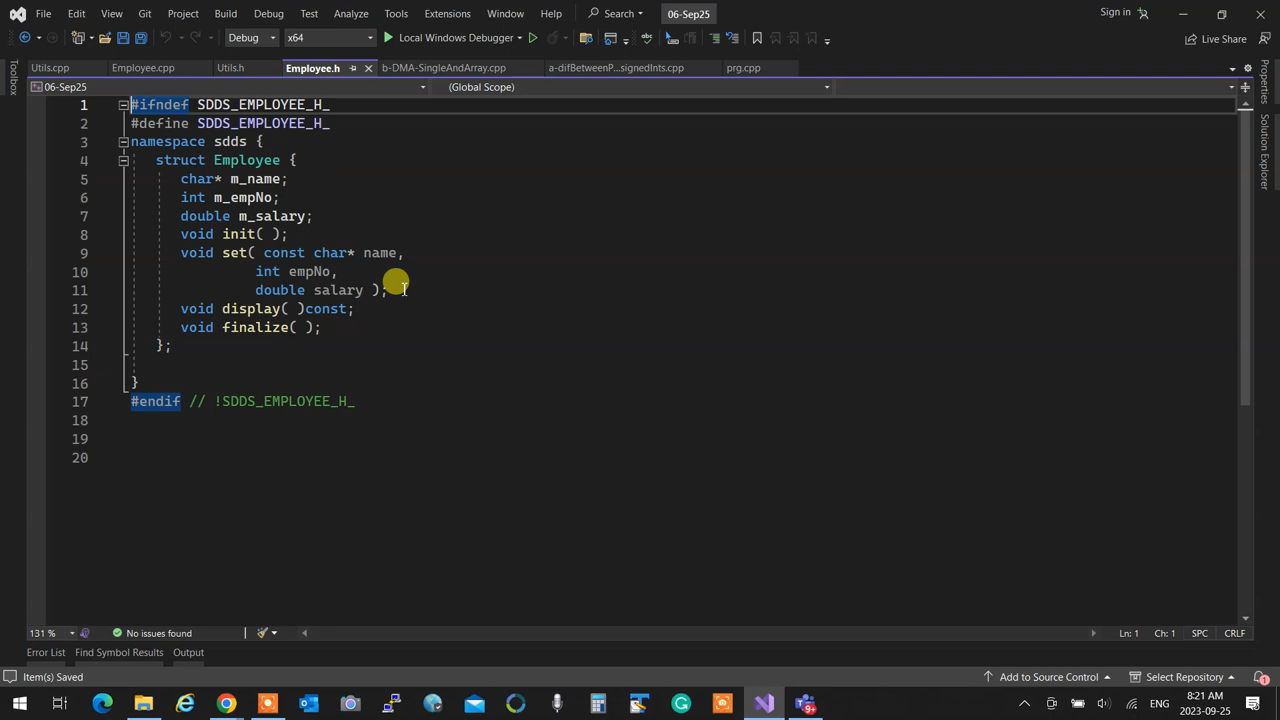 File Edit View Git Project Build Debug Test Analyze Tools Extensions Window Help Search 06-Sep25 Sign in
Debug x64 Local Windows Debugger Live Share
Utils.cpp Employee.cpp Utils.h Employee.h b-DMA-SingleAndArray.cpp a-difBetweenP...signedInts.cpp prg.cpp
Toolbox
06-Sep25 (Global Scope)
Solution Explorer
1 #ifndef SDDS_EMPLOYEE_H_
2 #define SDDS_EMPLOYEE_H_
3 namespace sdds {
4 struct Employee {
5 char* m_name;
6 int m_empNo;
7 double m_salary;
8 void init( );
9 void set( const char* name,
10 int empNo,
11 double salary );
12 void display( )const;
13 void finalize( );
14 };
15
16 }
17 #endif // !SDDS_EMPLOYEE_H_
18
19
20
131 % No issues found Ln: 1 Ch: 1 SPC CRLF
Error List Find Symbol Results Output
Item(s) Saved Add to Source Control Select Repository 1
9+ ENG 8:21 AM
2023-09-25